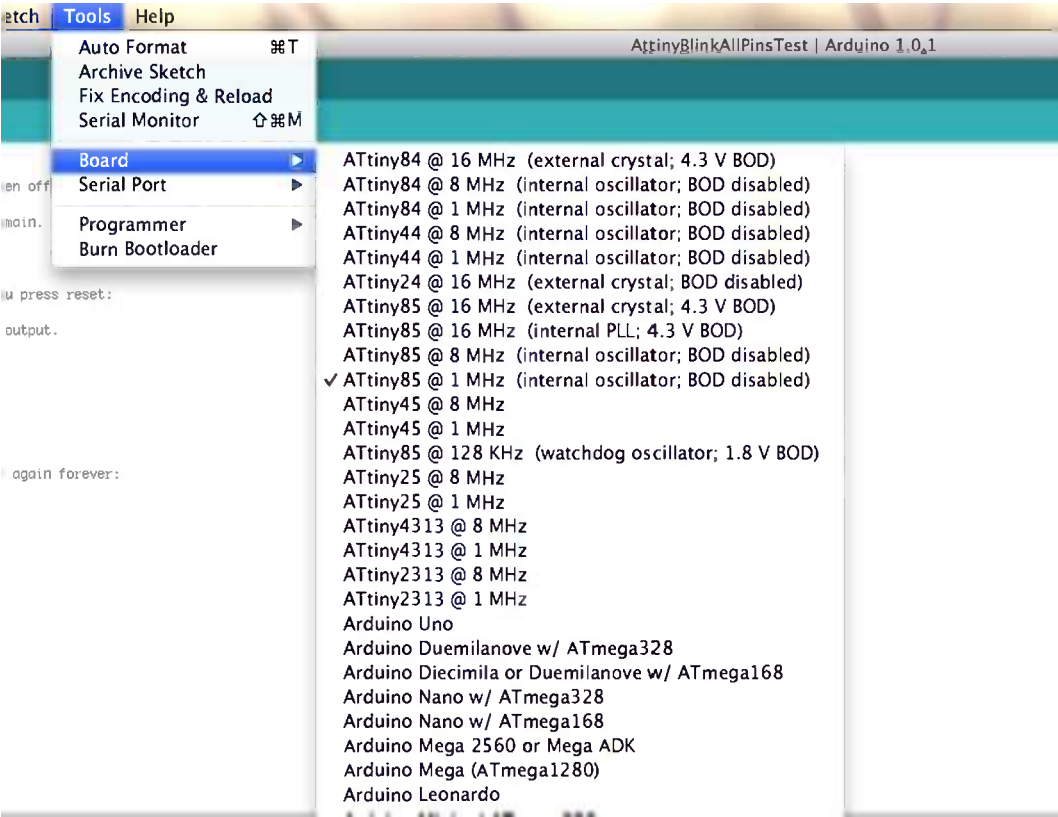 etch Tools Help
AttinyBlinkAllPinsTest | Arduino 1.0.1
Auto Format ⌘T
Archive Sketch
Fix Encoding & Reload
Serial Monitor ⇧⌘M
Board
Serial Port
Programmer
Burn Bootloader
en off
main.
u press reset:
output.
again forever:
ATtiny84 @ 16 MHz (external crystal; 4.3 V BOD)
ATtiny84 @ 8 MHz (internal oscillator; BOD disabled)
ATtiny84 @ 1 MHz (internal oscillator; BOD disabled)
ATtiny44 @ 8 MHz (internal oscillator; BOD disabled)
ATtiny44 @ 1 MHz (internal oscillator; BOD disabled)
ATtiny24 @ 16 MHz (external crystal; BOD disabled)
ATtiny85 @ 16 MHz (external crystal; 4.3 V BOD)
ATtiny85 @ 16 MHz (internal PLL; 4.3 V BOD)
ATtiny85 @ 8 MHz (internal oscillator; BOD disabled)
✓ ATtiny85 @ 1 MHz (internal oscillator; BOD disabled)
ATtiny45 @ 8 MHz
ATtiny45 @ 1 MHz
ATtiny85 @ 128 KHz (watchdog oscillator; 1.8 V BOD)
ATtiny25 @ 8 MHz
ATtiny25 @ 1 MHz
ATtiny4313 @ 8 MHz
ATtiny4313 @ 1 MHz
ATtiny2313 @ 8 MHz
ATtiny2313 @ 1 MHz
Arduino Uno
Arduino Duemilanove w/ ATmega328
Arduino Diecimila or Duemilanove w/ ATmega168
Arduino Nano w/ ATmega328
Arduino Nano w/ ATmega168
Arduino Mega 2560 or Mega ADK
Arduino Mega (ATmega1280)
Arduino Leonardo